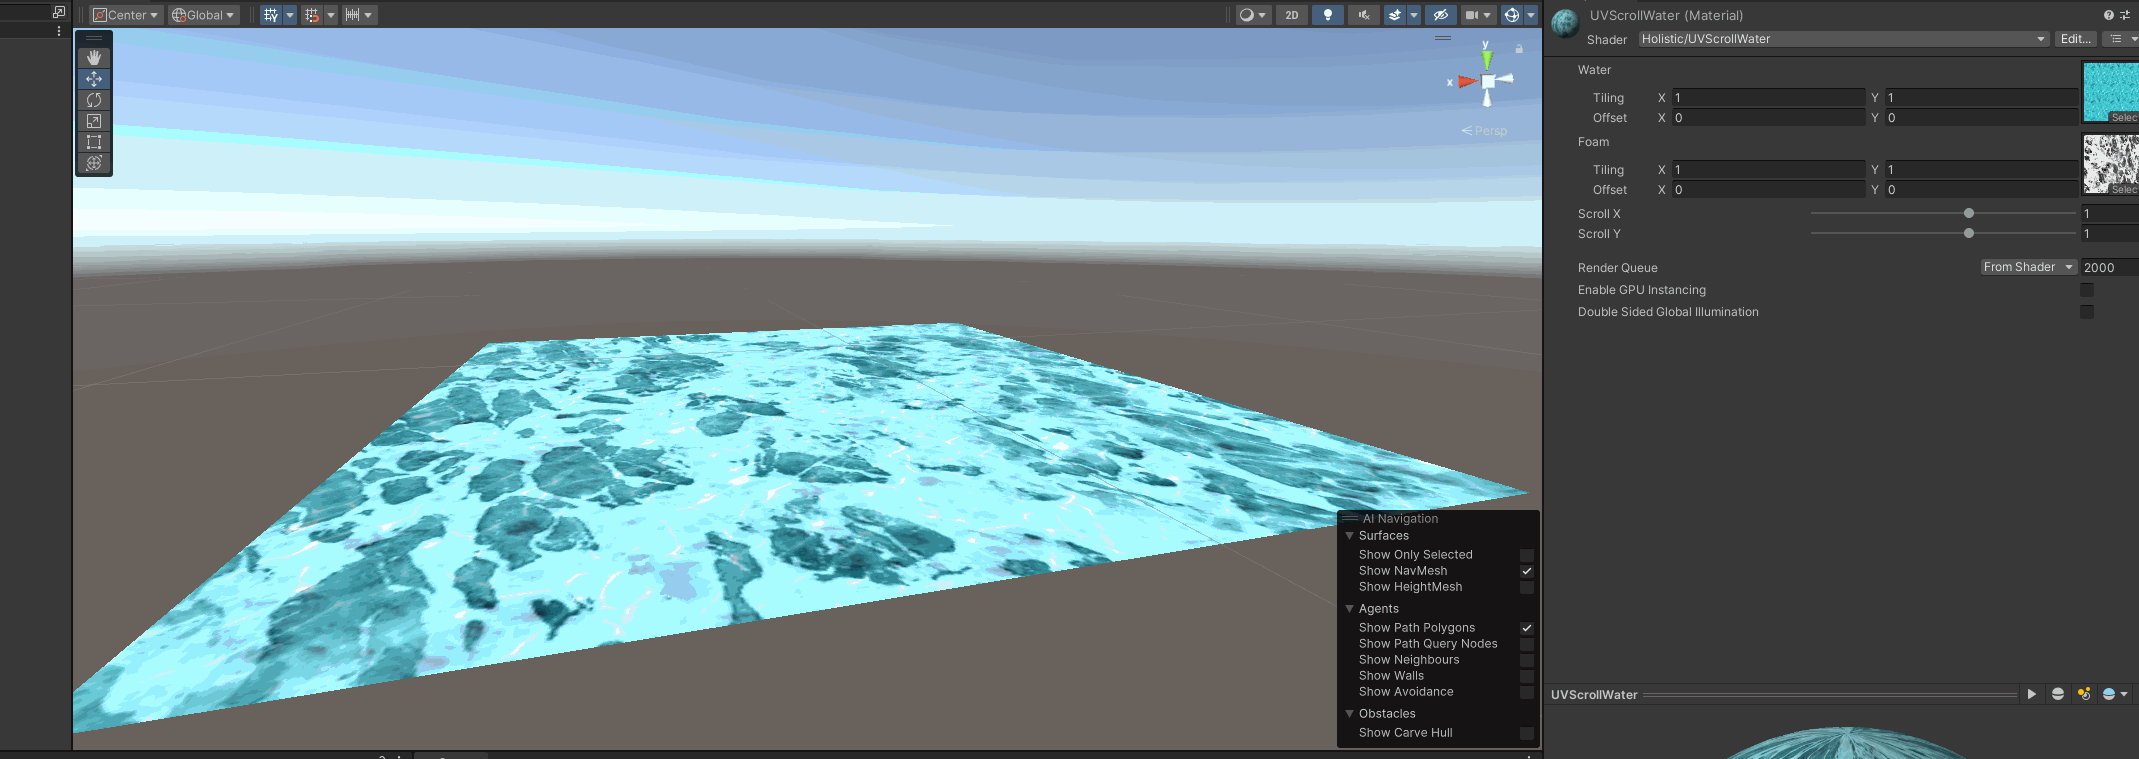 Center
Global
2D
y
x
Persp
AI Navigation
Surfaces
Show Only Selected
Show NavMesh
Show HeightMesh
Agents
Show Path Polygons
Show Path Query Nodes
Show Neighbours
Show Walls
Show Avoidance
Obstacles
Show Carve Hull
UVScrollWater (Material)
Shader Holistic/UVScrollWater Edit...
Water
Tiling X 1 Y 1
Offset X 0 Y 0
Selec
Foam
Tiling X 1 Y 1
Offset X 0 Y 0
Selec
Scroll X 1
Scroll Y 1
Render Queue From Shader 2000
Enable GPU Instancing
Double Sided Global Illumination
UVScrollWater